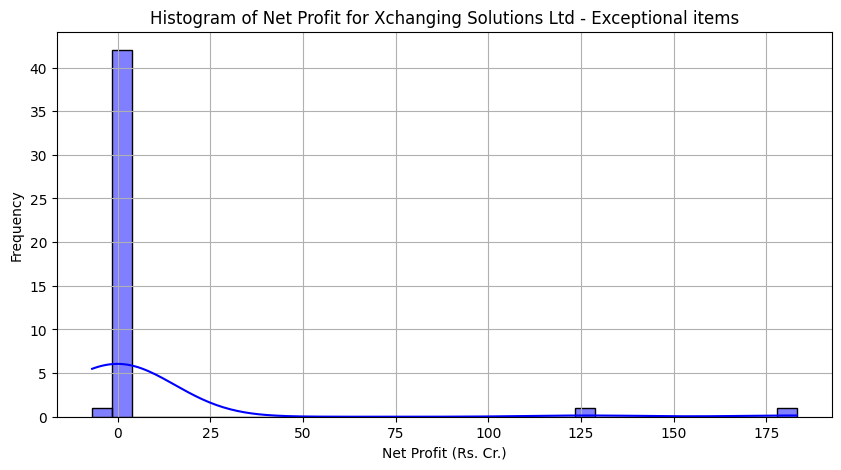 Histogram of Net Profit for Xchanging Solutions Ltd - Exceptional items
40
35
30
25
20
15
10
5
0
Frequency
0 25 50 75 100 125 150 175
Net Profit (Rs. Cr.)